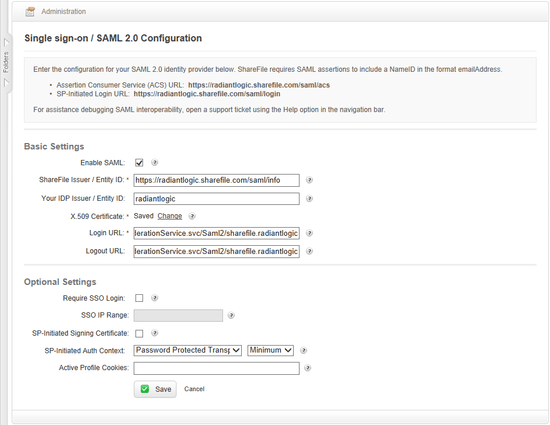 Administration
Single sign-on / SAML 2.0 Configuration
Folders
Enter the configuration for your SAML 2.0 identity provider below. ShareFile requires SAML assertions to include a NameID in the format emailAddress.
• Assertion Consumer Service (ACS) URL: https://radiantlogic.sharefile.com/saml/acs
• SP-Initiated Login URL: https://radiantlogic.sharefile.com/saml/login
For assistance debugging SAML interoperability, open a support ticket using the Help option in the navigation bar.
Basic Settings
Enable SAML: ?
ShareFile Issuer / Entity ID: * https://radiantlogic.sharefile.com/saml/info ?
Your IDP Issuer / Entity ID: radiantlogic ?
X.509 Certificate: * Saved Change ?
Login URL: * lerationService.svc/Saml2/sharefile.radiantlogic ?
Logout URL: lerationService.svc/Saml2/sharefile.radiantlogic ?
Optional Settings
Require SSO Login: ?
SSO IP Range: ?
SP-Initiated Signing Certificate: ?
SP-Initiated Auth Context: Password Protected Transp Minimum ?
Active Profile Cookies: ?
Save Cancel